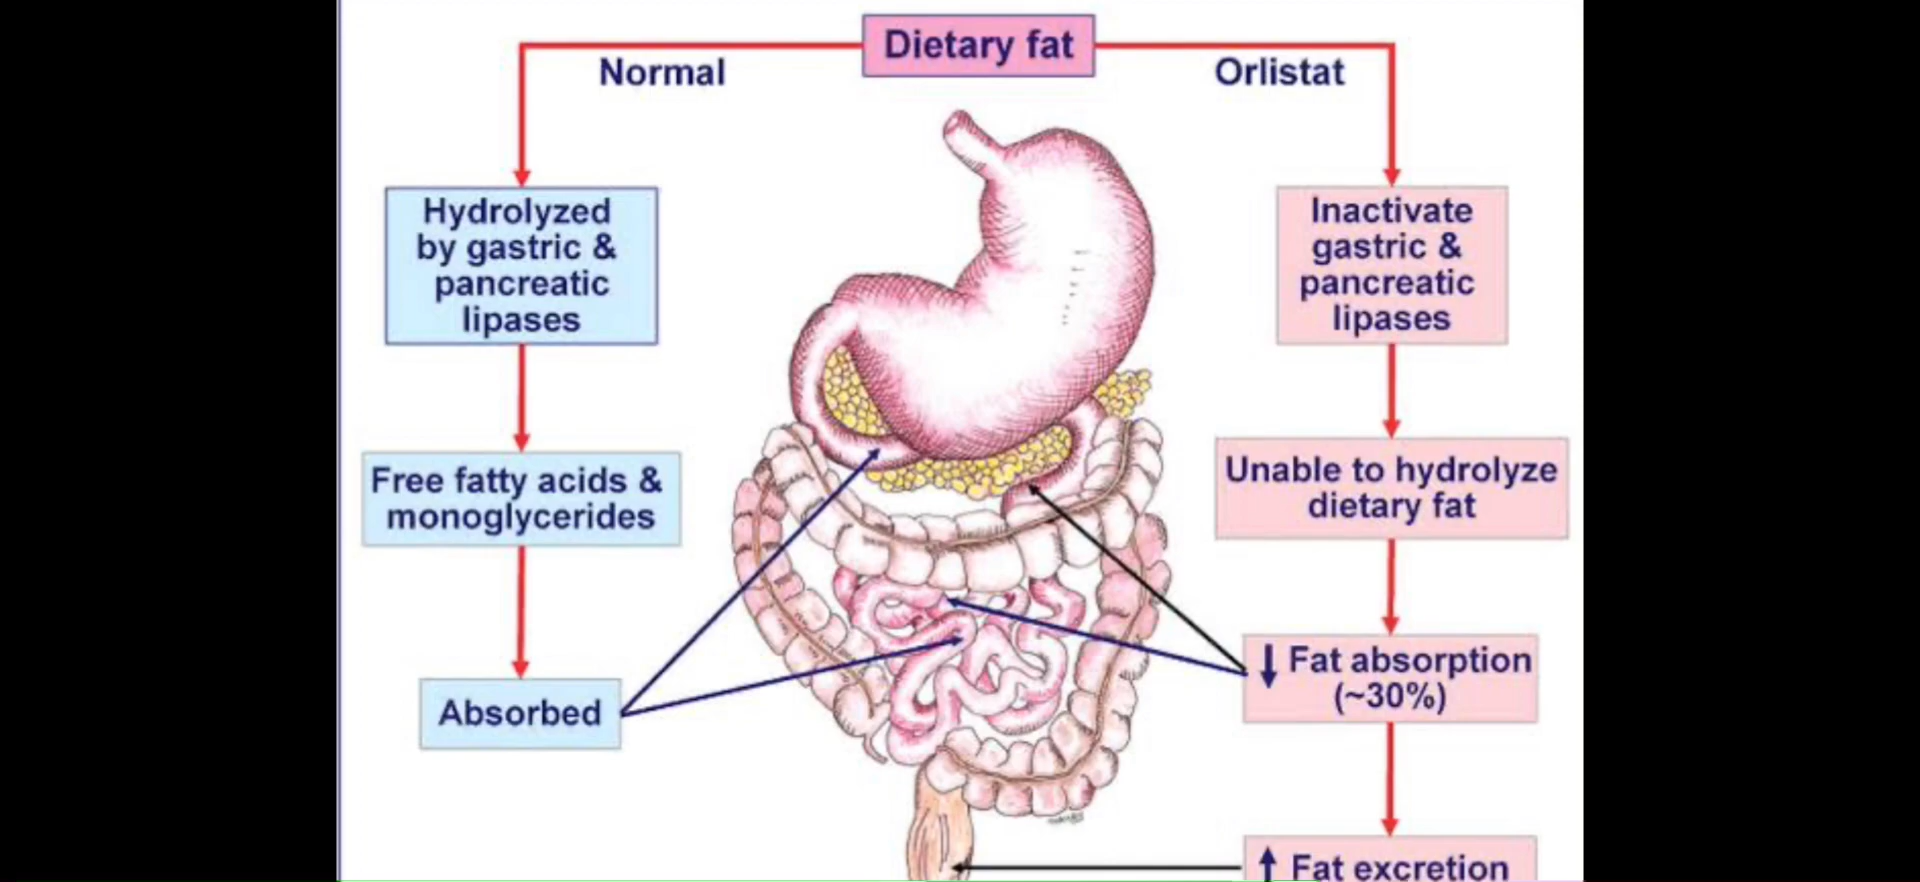 Dietary fat
Normal
Orlistat
Hydrolyzed
by gastric &
pancreatic
lipases
Free fatty acids &
monoglycerides
Absorbed
Inactivate
gastric &
pancreatic
lipases
Unable to hydrolyze
dietary fat
↓ Fat absorption
(~30%)
↑ Fat excretion